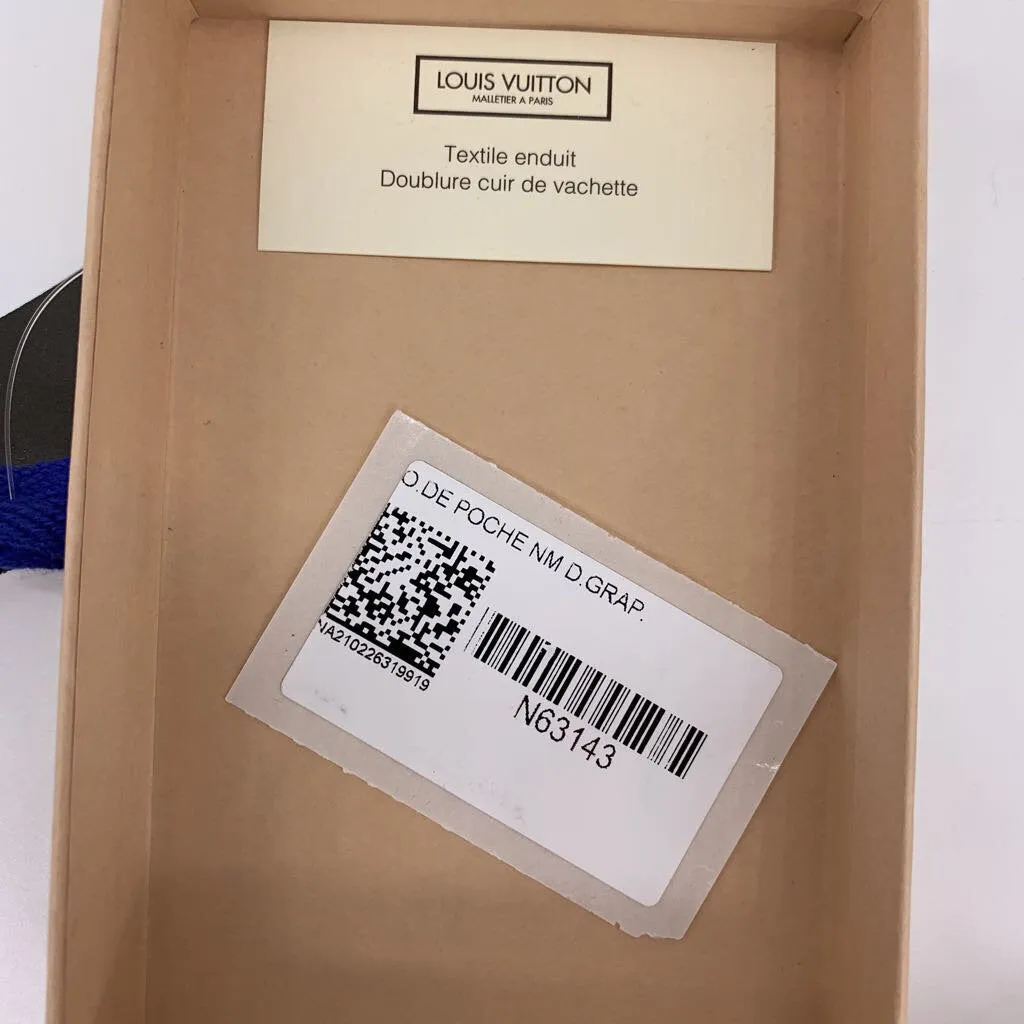 LOUIS VUITTON
MALLETIER A PARIS
Textile enduit
Doublure cuir de vachette
O.DE POCHE NM D.GRAP.
NA210226319919
N63143